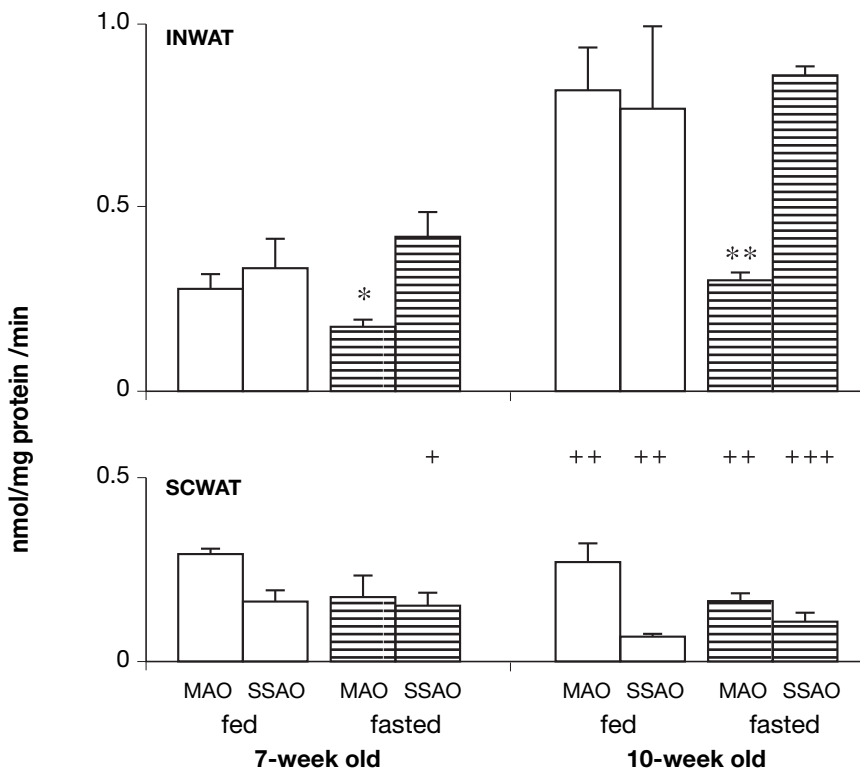 1.0
INWAT
* *
*
0.5
0
+ ++ ++ ++ +++
0.5
SCWAT
0
nmol/mg protein /min
MAO SSAO MAO SSAO MAO SSAO MAO SSAO
fed fasted fed fasted
7-week old 10-week old